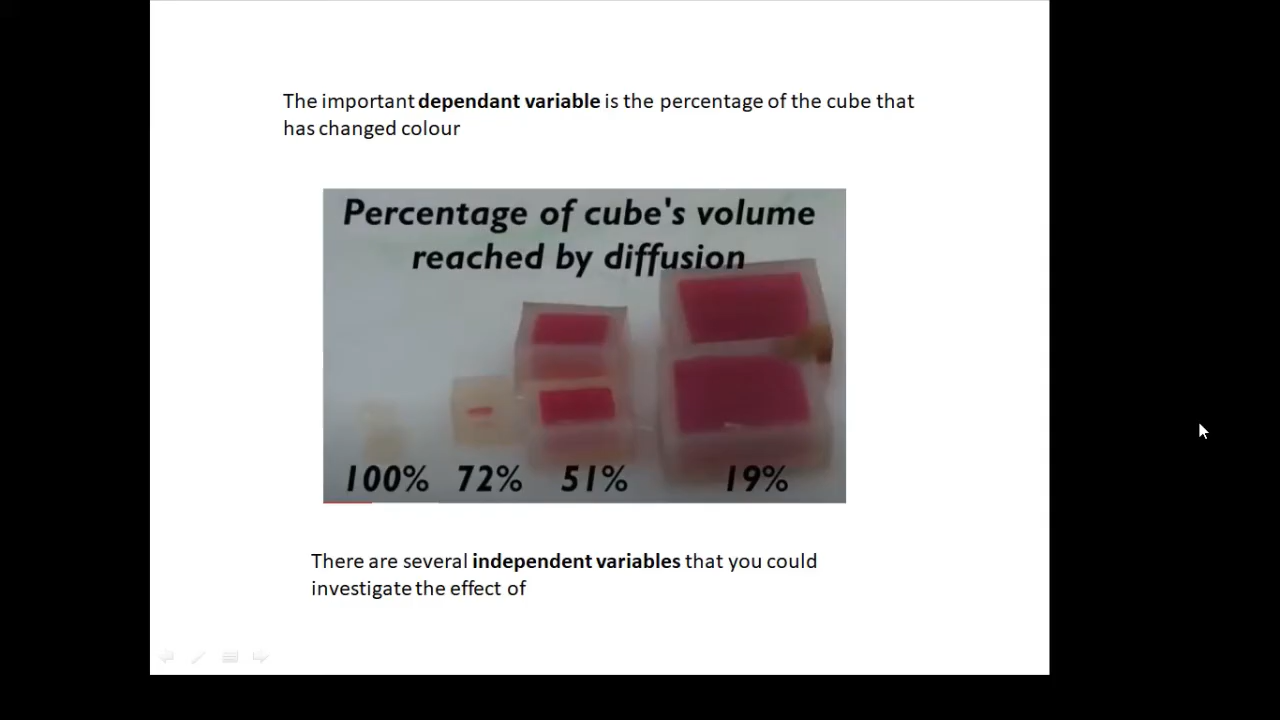 The important dependant variable is the percentage of the cube that
has changed colour
Percentage of cube's volume
reached by diffusion
100% 72% 51% 19%
There are several independent variables that you could
investigate the effect of